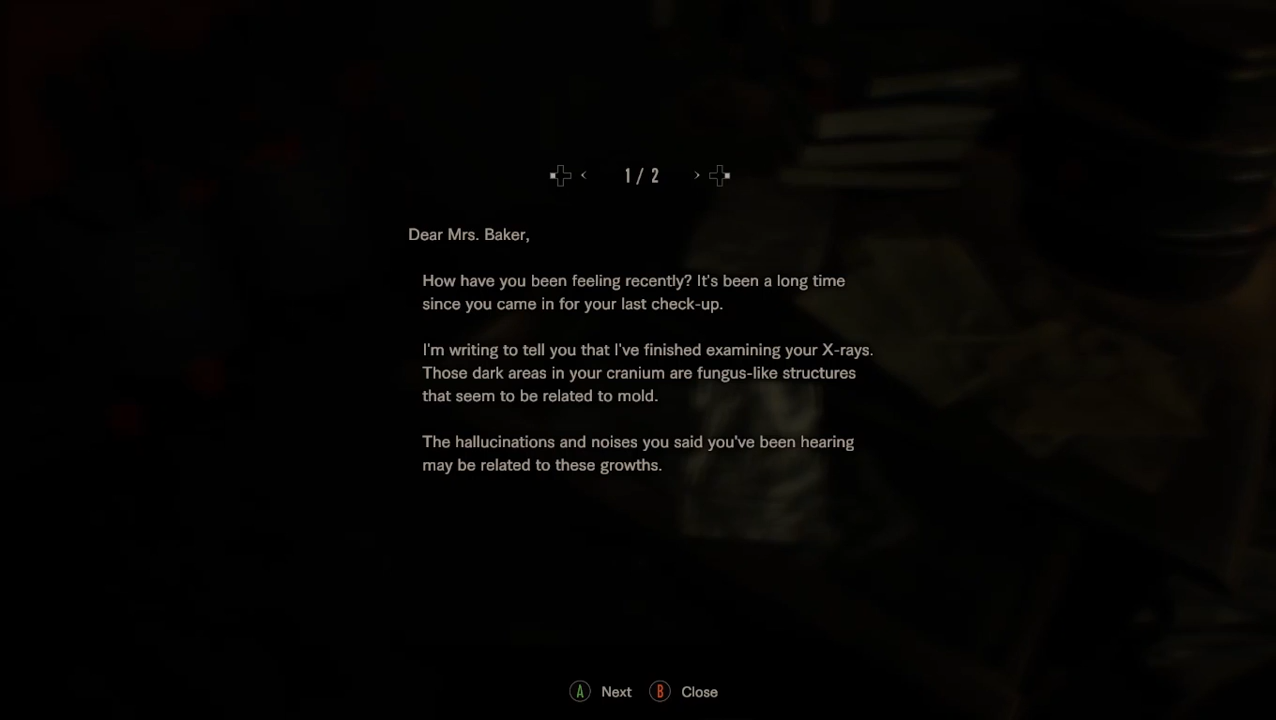 < 1 / 2 >
Dear Mrs. Baker,
How have you been feeling recently? It's been a long time
since you came in for your last check-up.
I'm writing to tell you that I've finished examining your X-rays.
Those dark areas in your cranium are fungus-like structures
that seem to be related to mold.
The hallucinations and noises you said you've been hearing
may be related to these growths.
A Next B Close